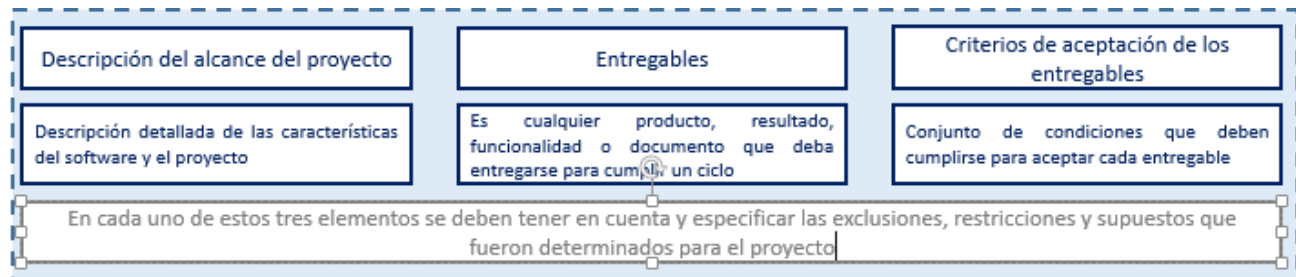 Descripción del alcance del proyecto
Entregables
Criterios de aceptación de los
entregables
Descripción detallada de las características
del software y el proyecto
Es cualquier producto, resultado,
funcionalidad o documento que deba
entregarse para cumplir un ciclo
Conjunto de condiciones que deben
cumplirse para aceptar cada entregable
En cada uno de estos tres elementos se deben tener en cuenta y especificar las exclusiones, restricciones y supuestos que
fueron determinados para el proyecto